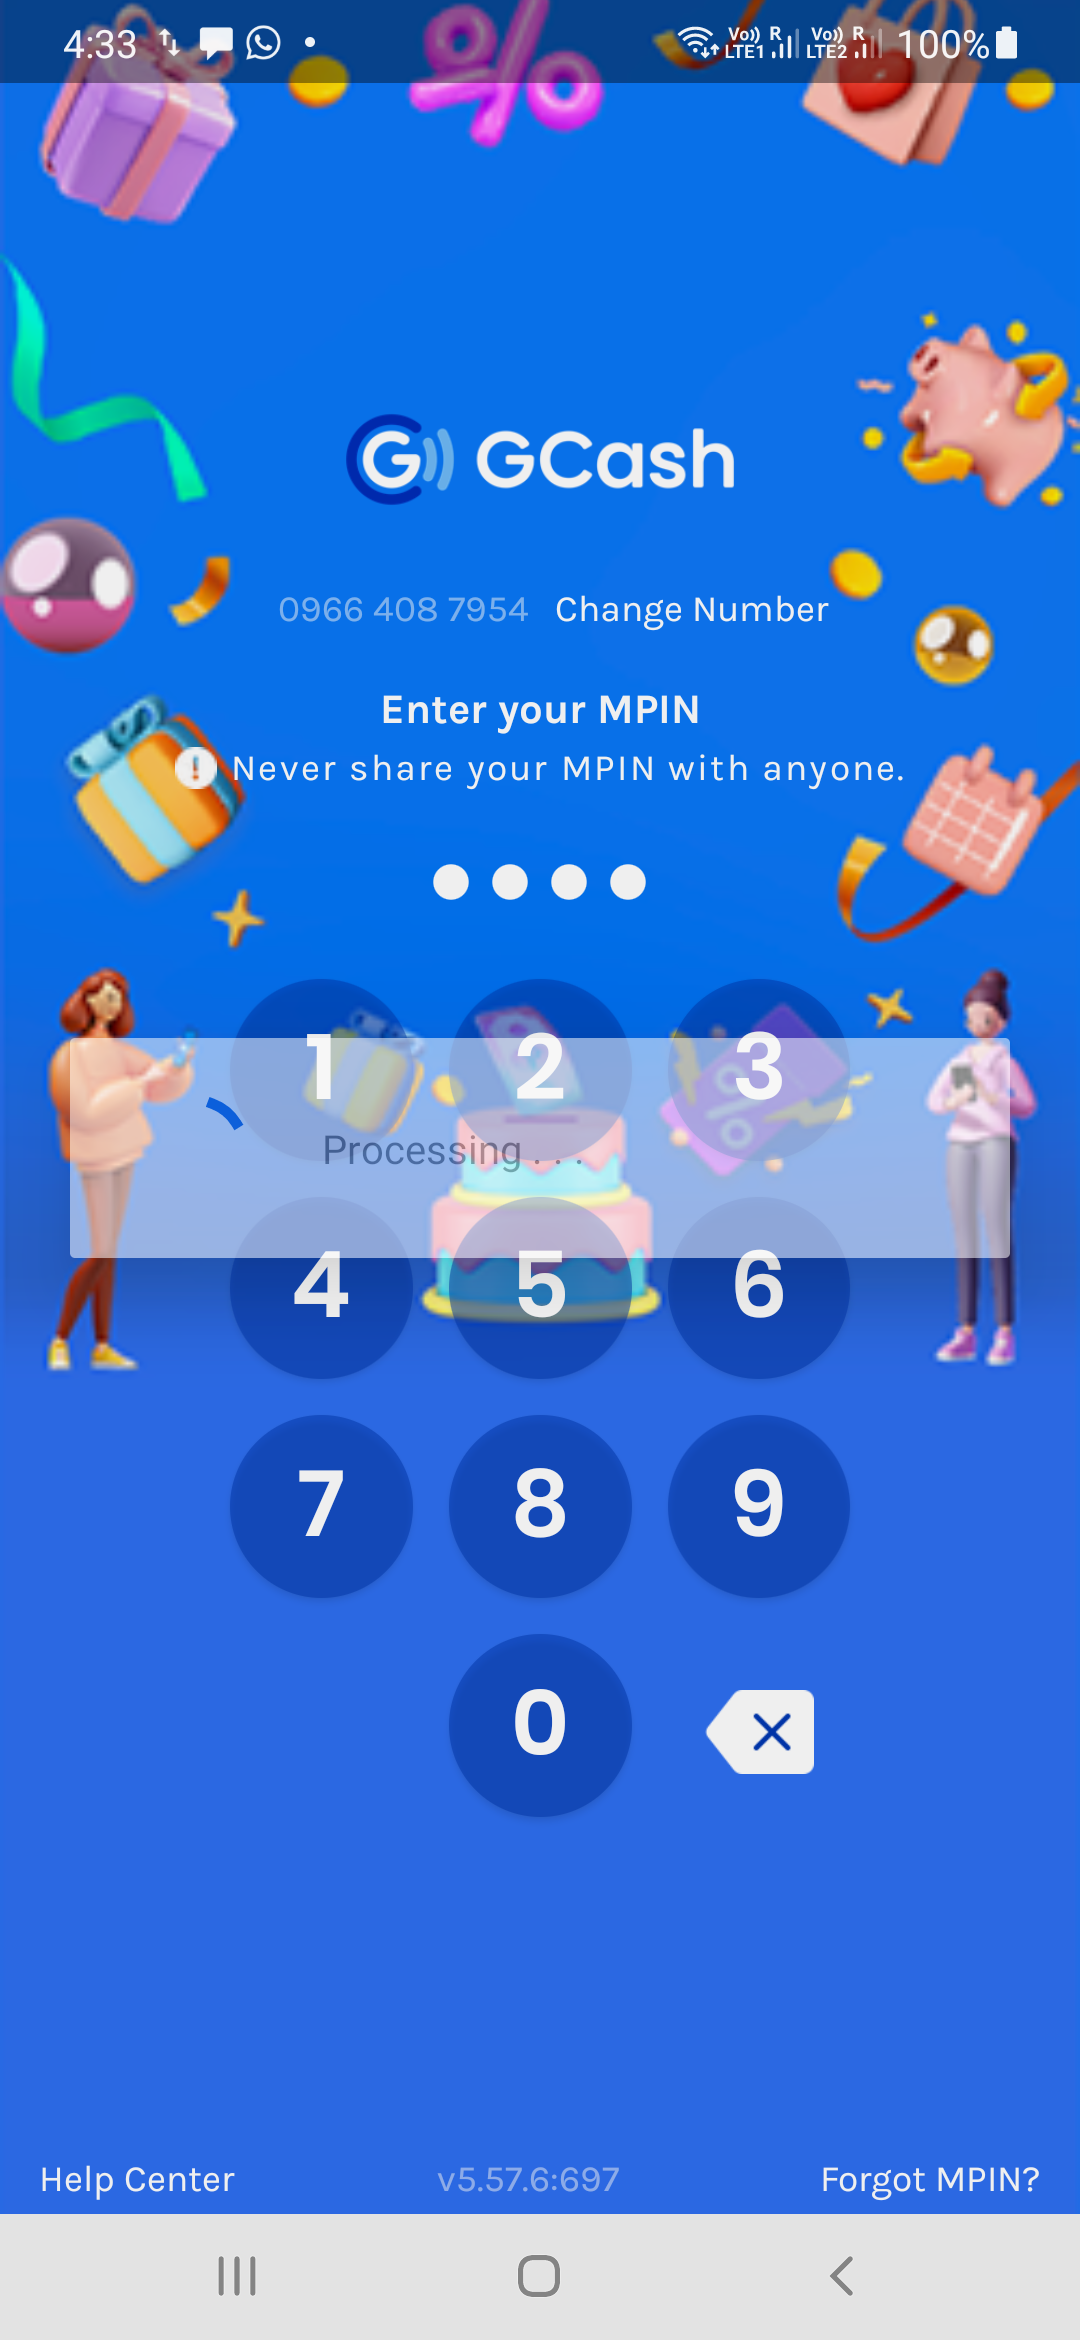 4:33 Vo)) R LTE1 Vo)) R LTE2 100%
GCash
0966 408 7954 Change Number
Enter your MPIN
! Never share your MPIN with anyone.
1 2 3
Processing . . .
4 5 6
7 8 9
0
Help Center v5.57.6:697 Forgot MPIN?